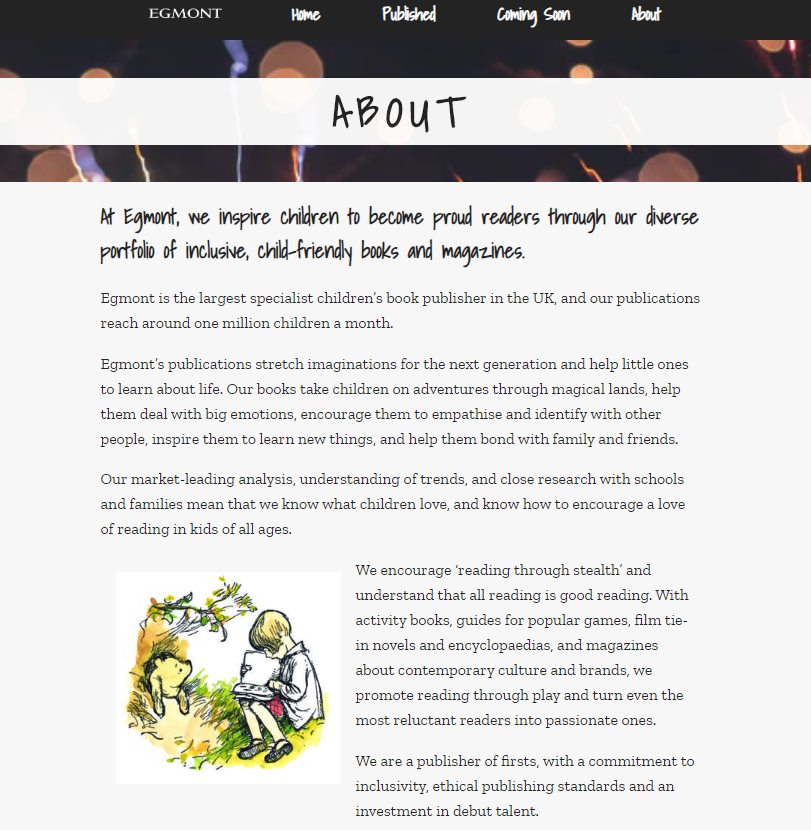 EGMONT Home Published Coming Soon About
ABOUT
At Egmont, we inspire children to become proud readers through our diverse
portfolio of inclusive, child-friendly books and magazines.
Egmont is the largest specialist children’s book publisher in the UK, and our publications
reach around one million children a month.
Egmont’s publications stretch imaginations for the next generation and help little ones
to learn about life. Our books take children on adventures through magical lands, help
them deal with big emotions, encourage them to empathise and identify with other
people, inspire them to learn new things, and help them bond with family and friends.
Our market-leading analysis, understanding of trends, and close research with schools
and families mean that we know what children love, and know how to encourage a love
of reading in kids of all ages.
We encourage ‘reading through stealth’ and
understand that all reading is good reading. With
activity books, guides for popular games, film tie-
in novels and encyclopaedias, and magazines
about contemporary culture and brands, we
promote reading through play and turn even the
most reluctant readers into passionate ones.
We are a publisher of firsts, with a commitment to
inclusivity, ethical publishing standards and an
investment in debut talent.